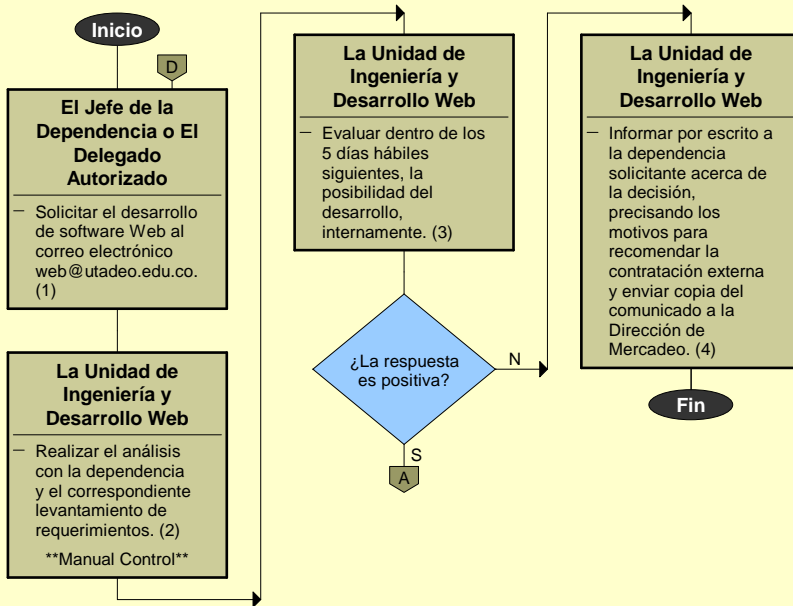 Inicio
D
El Jefe de la
Dependencia o El
Delegado
Autorizado
– Solicitar el desarrollo
de software Web al
correo electrónico
web@utadeo.edu.co.
(1)
La Unidad de
Ingeniería y
Desarrollo Web
– Realizar el análisis
con la dependencia
y el correspondiente
levantamiento de
requerimientos. (2)
**Manual Control**
La Unidad de
Ingeniería y
Desarrollo Web
– Evaluar dentro de los
5 días hábiles
siguientes, la
posibilidad del
desarrollo,
internamente. (3)
¿La respuesta
es positiva?
N
S
A
La Unidad de
Ingeniería y
Desarrollo Web
– Informar por escrito a
la dependencia
solicitante acerca de
la decisión,
precisando los
motivos para
recomendar la
contratación externa
y enviar copia del
comunicado a la
Dirección de
Mercadeo. (4)
Fin